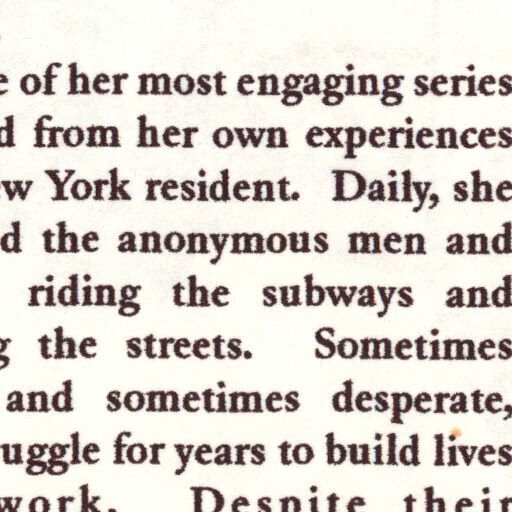 e of her most engaging series
d from her own experiences
ew York resident. Daily, she
d the anonymous men and
riding the subways and
g the streets. Sometimes
and sometimes desperate,
uggle for years to build lives
work. Despite their